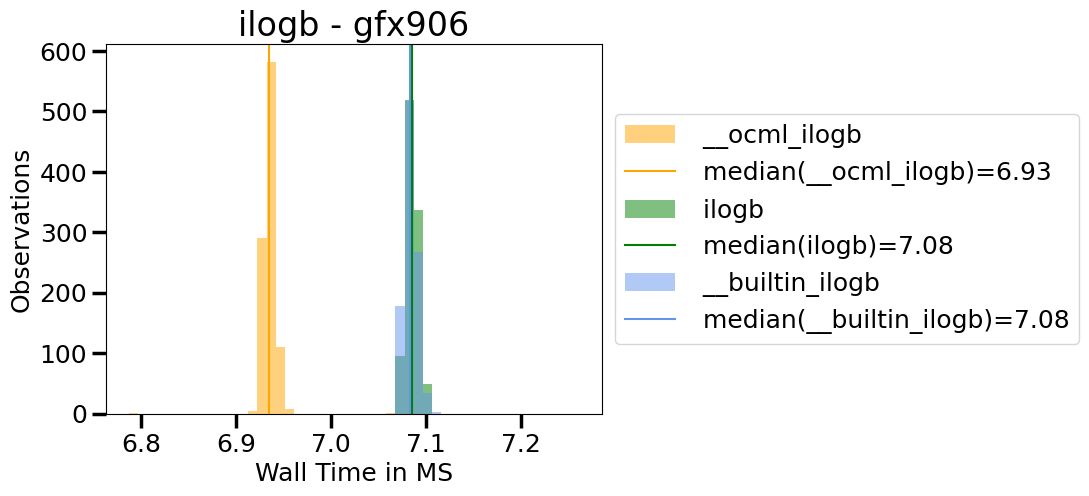 ilogb - gfx906
600
500
400
300
200
100
0
Observations
6.8 6.9 7.0 7.1 7.2
Wall Time in MS
__ocml_ilogb
median(__ocml_ilogb)=6.93
ilogb
median(ilogb)=7.08
__builtin_ilogb
median(__builtin_ilogb)=7.08